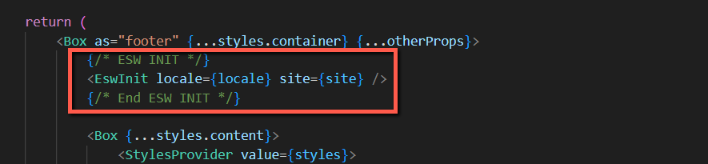 return (
<Box as="footer" {...styles.container} {...otherProps}>
{/* ESW INIT */}
<EswInit locale={locale} site={site} />
{/* End ESW INIT */}
<Box {...styles.content}>
<StylesProvider value={styles}>